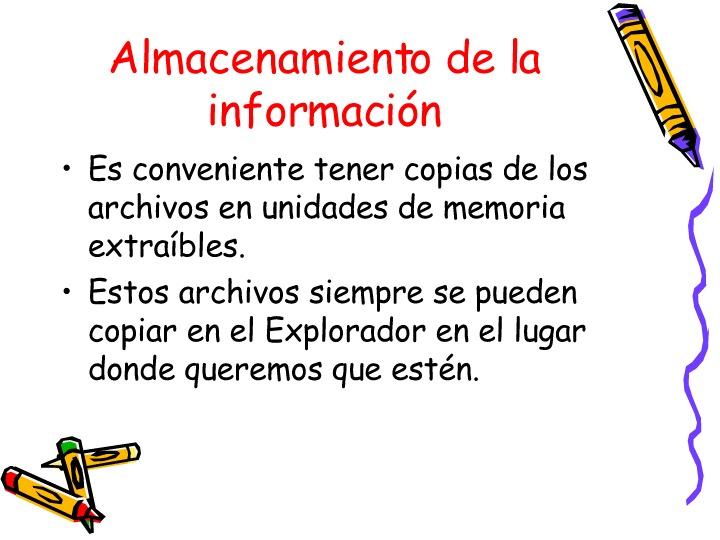 Almacenamiento de la
información
• Es conveniente tener copias de los
archivos en unidades de memoria
extraíbles.
• Estos archivos siempre se pueden
copiar en el Explorador en el lugar
donde queremos que estén.